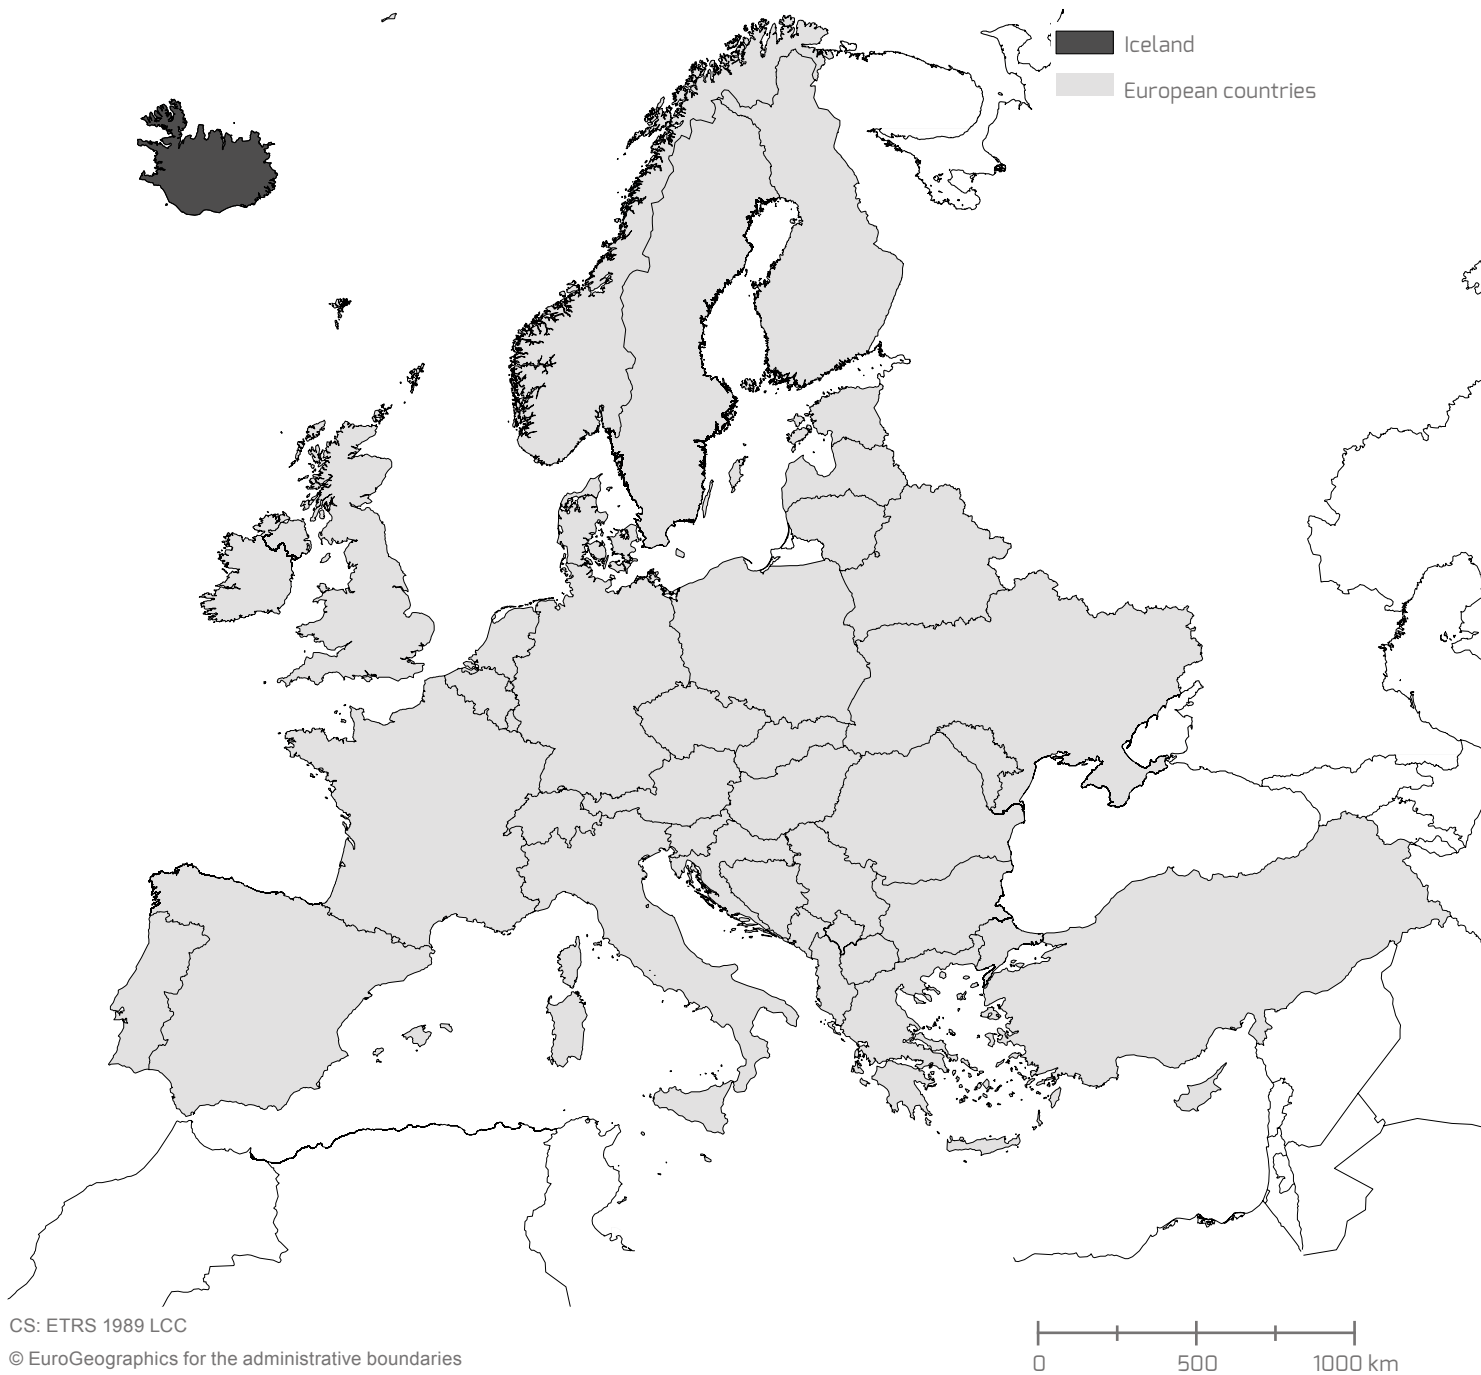 Iceland
European countries
CS: ETRS 1989 LCC
© EuroGeographics for the administrative boundaries
0 500 1000 km